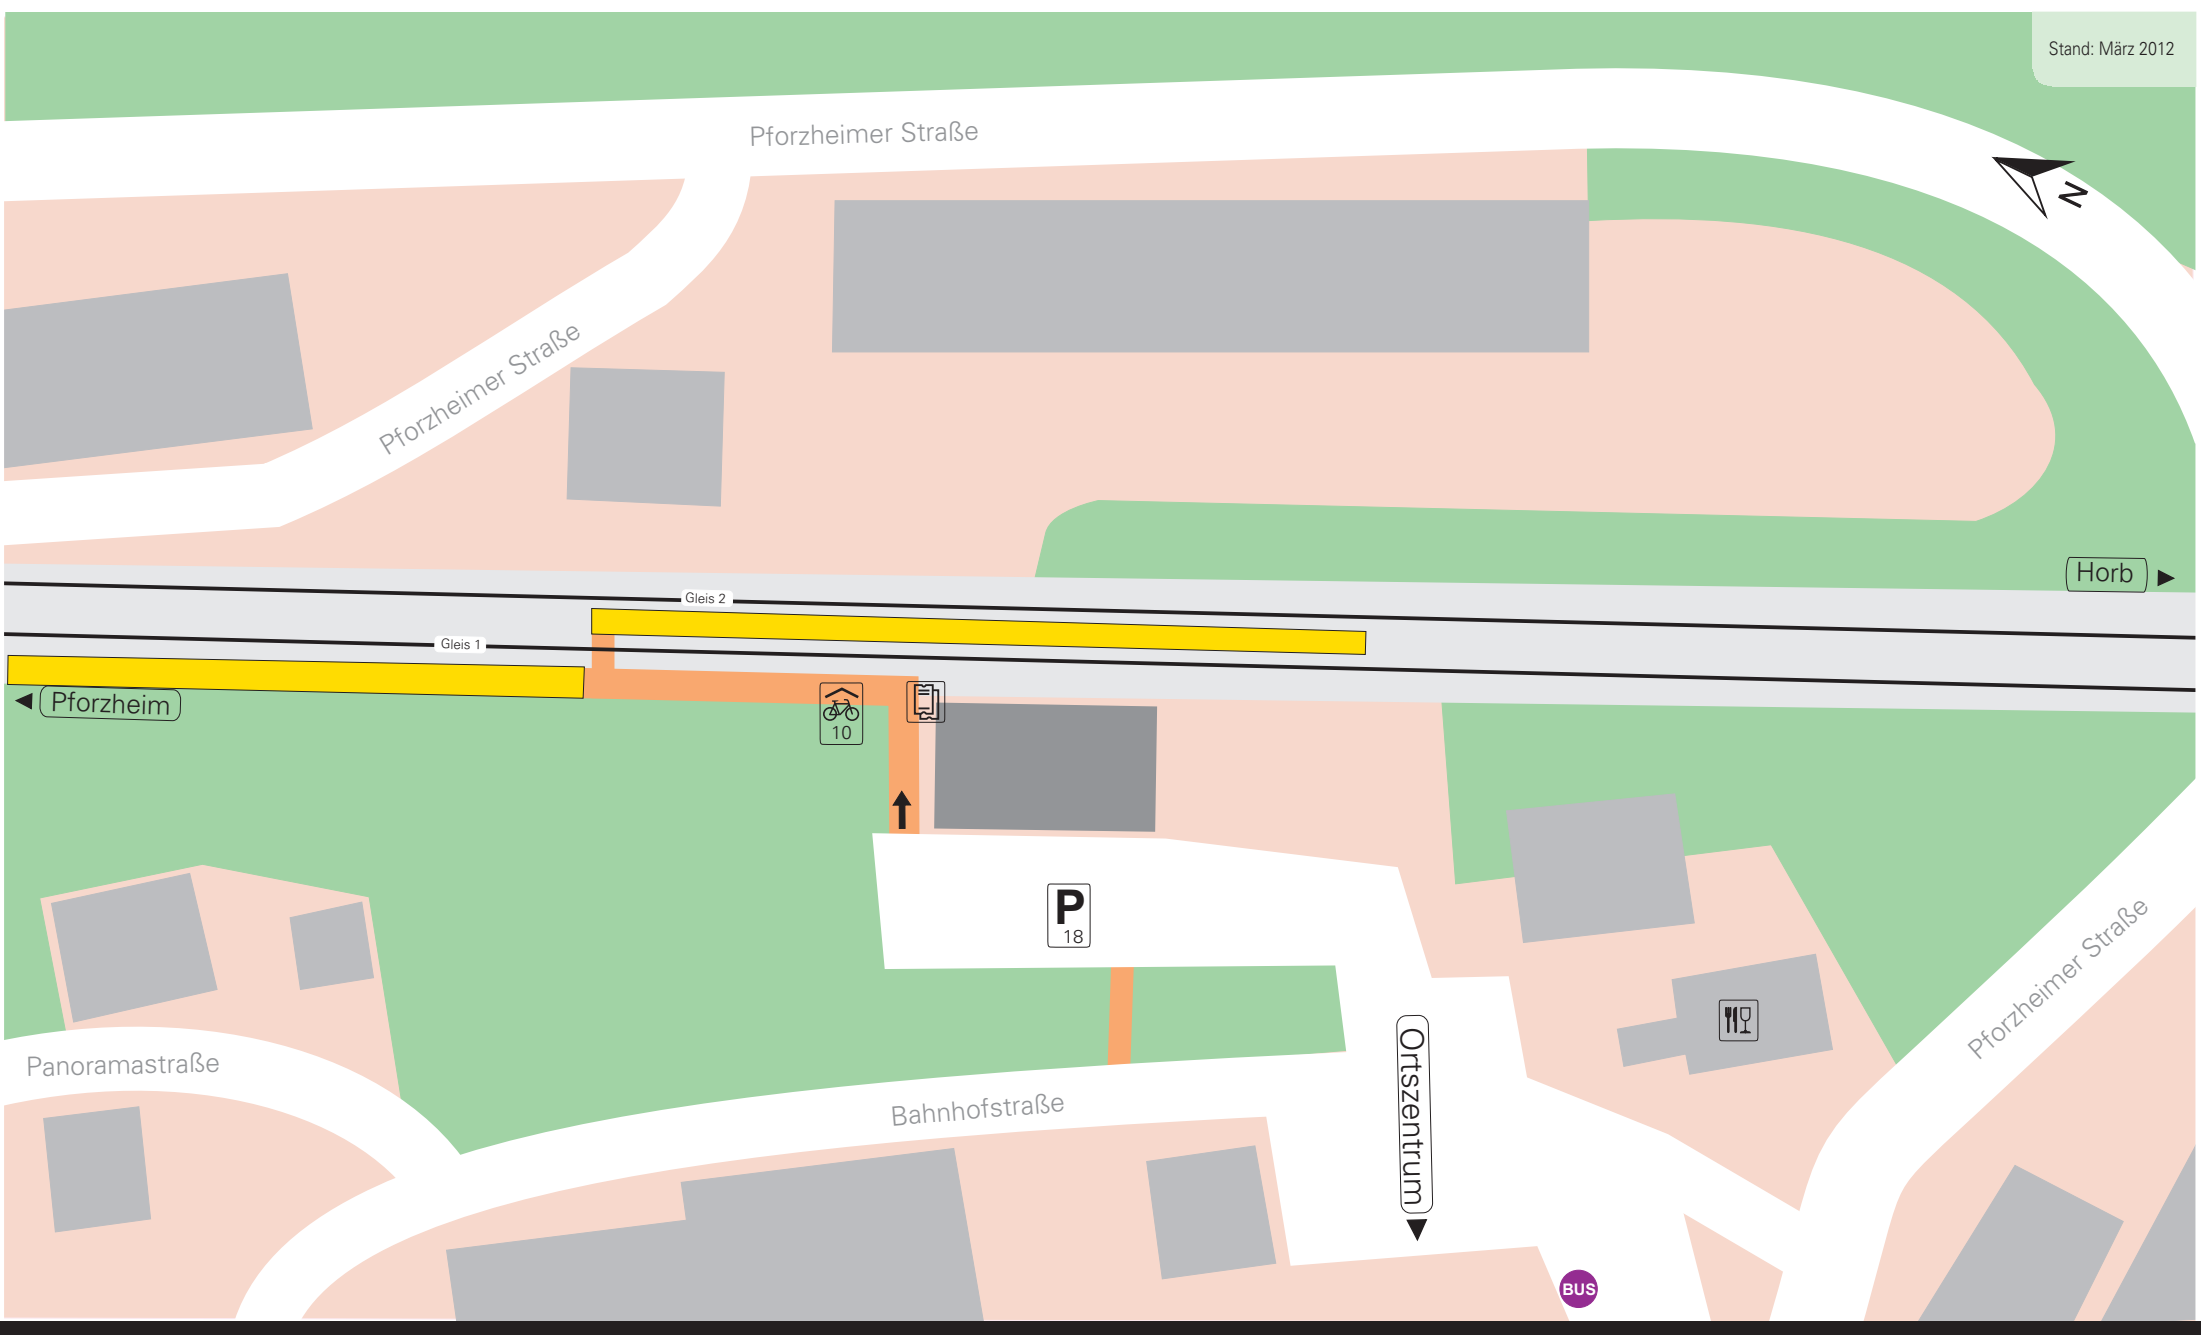 Stand: März 2012
Pforzheimer Straße
N
Pforzheimer Straße
Horb
Gleis 2
Gleis 1
Pforzheim
10
P
18
Pforzheimer Straße
Ortszentrum
Panoramastraße
Bahnhofstraße
BUS